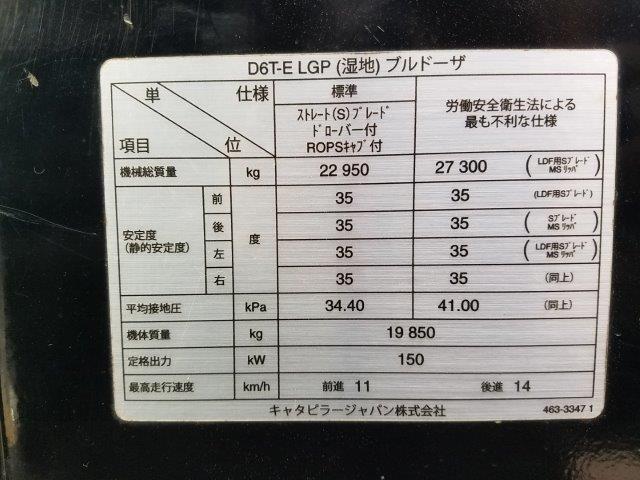 D6T-E LGP (湿地) ブルドーザ
単 仕様
項目 位
標準
ｽﾄﾚｰﾄ(S)ﾌﾞﾚｰﾄﾞ
ﾄﾞﾛｰﾊﾞｰ付
ROPSｷｬﾌﾞ付
労働安全衛生法による
最も不利な仕様
機械総質量 kg 22 950 27 300 (LDF用Sﾌﾞﾚｰﾄﾞ
MS ﾘｯﾊﾟ)
安定度
(静的安定度)
度
前 35 35 (LDF用Sﾌﾞﾚｰﾄﾞ)
後 35 35 (Sﾌﾞﾚｰﾄﾞ
MS ﾘｯﾊﾟ)
左 35 35 (LDF用Sﾌﾞﾚｰﾄﾞ
MS ﾘｯﾊﾟ)
右 35 35 (同上)
平均接地圧 kPa 34.40 41.00 (同上)
機体質量 kg 19 850
定格出力 kW 150
最高走行速度 km/h 前進 11 後進 14
キャタピラージャパン株式会社 463-3347 1